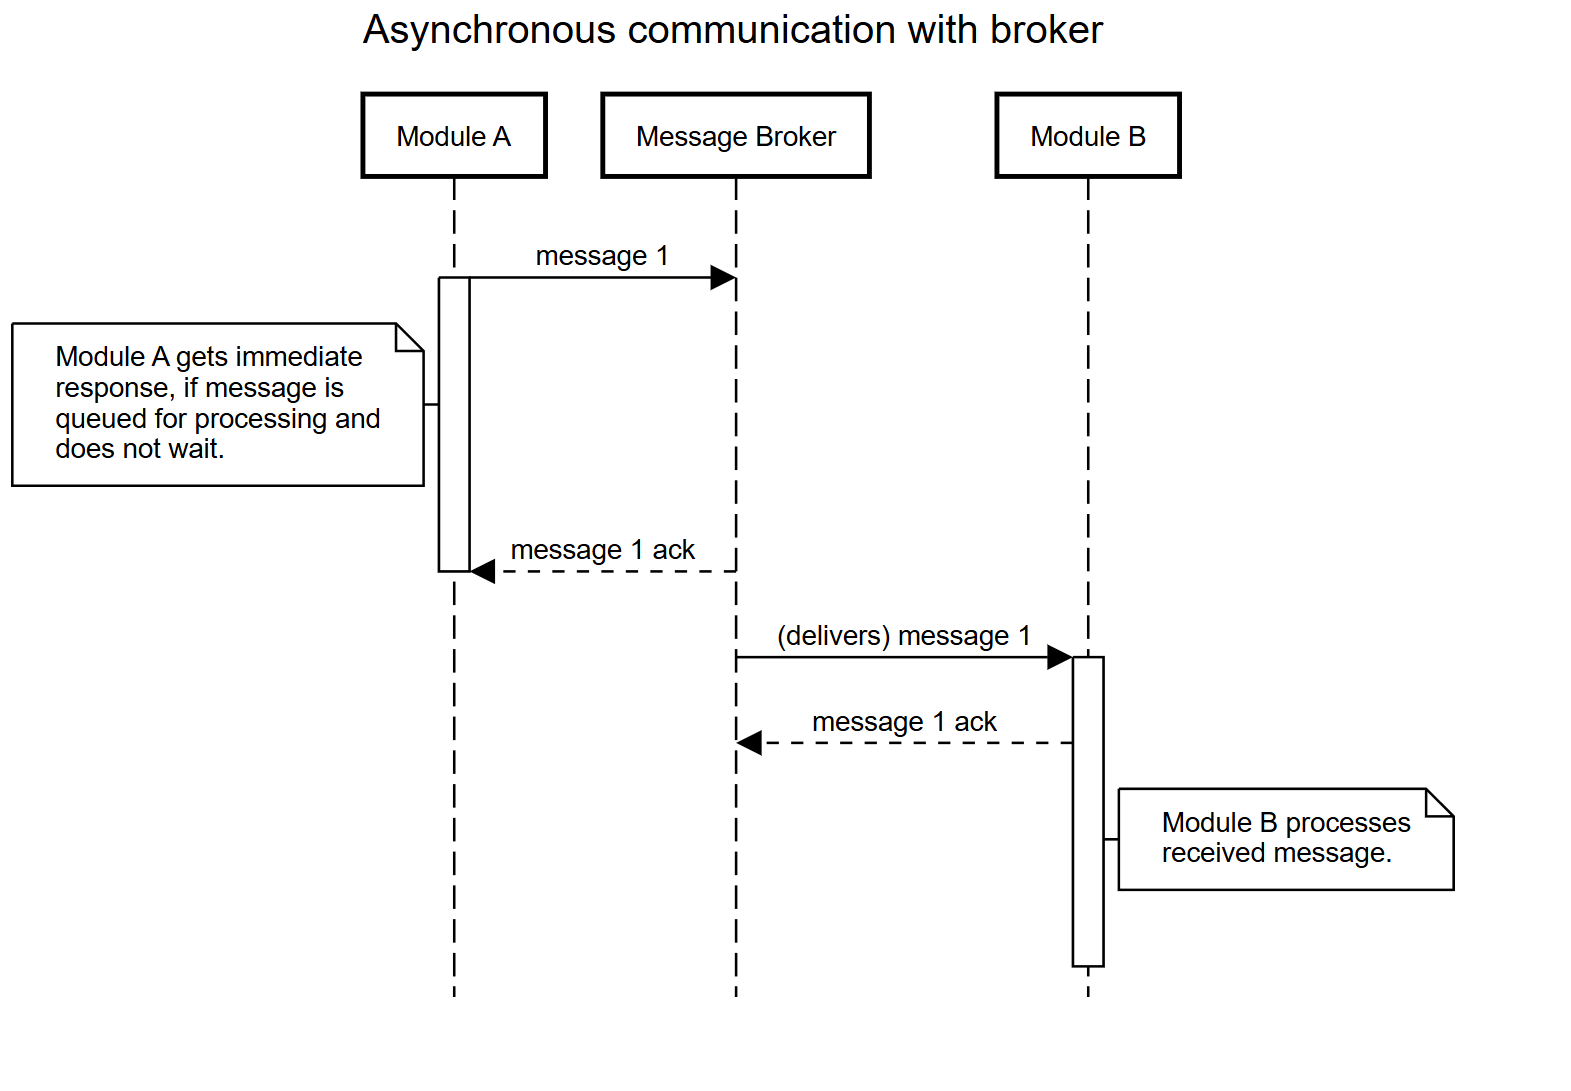 Asynchronous communication with broker
Module A
Message Broker
Module B
message 1
Module A gets immediate
response, if message is
queued for processing and
does not wait.
message 1 ack
(delivers) message 1
message 1 ack
Module B processes
received message.